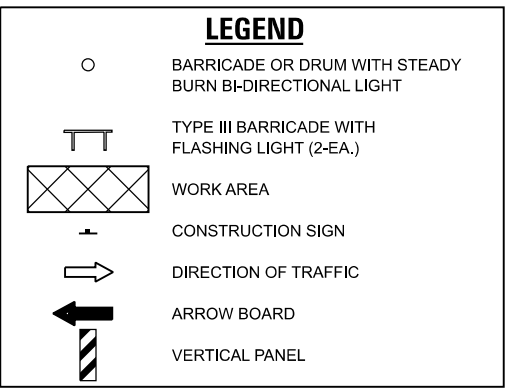 LEGEND
BARRICADE OR DRUM WITH STEADY
BURN BI-DIRECTIONAL LIGHT
TYPE III BARRICADE WITH
FLASHING LIGHT (2-EA.)
WORK AREA
CONSTRUCTION SIGN
DIRECTION OF TRAFFIC
ARROW BOARD
VERTICAL PANEL